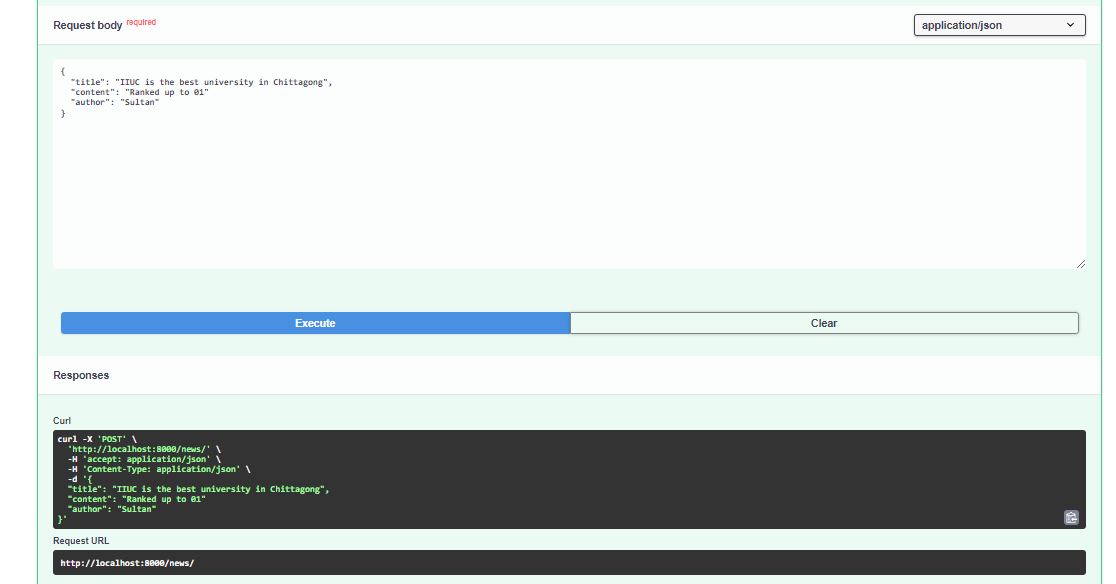 Request body required
application/json
{
  "title": "IIUC is the best university in Chittagong",
  "content": "Ranked up to 01"
  "author": "Sultan"
}
Execute
Clear
Responses
Curl
curl -X 'POST' \
  'http://localhost:8000/news/' \
  -H 'accept: application/json' \
  -H 'Content-Type: application/json' \
  -d '{
  "title": "IIUC is the best university in Chittagong",
  "content": "Ranked up to 01"
  "author": "Sultan"
}'
Request URL
http://localhost:8000/news/